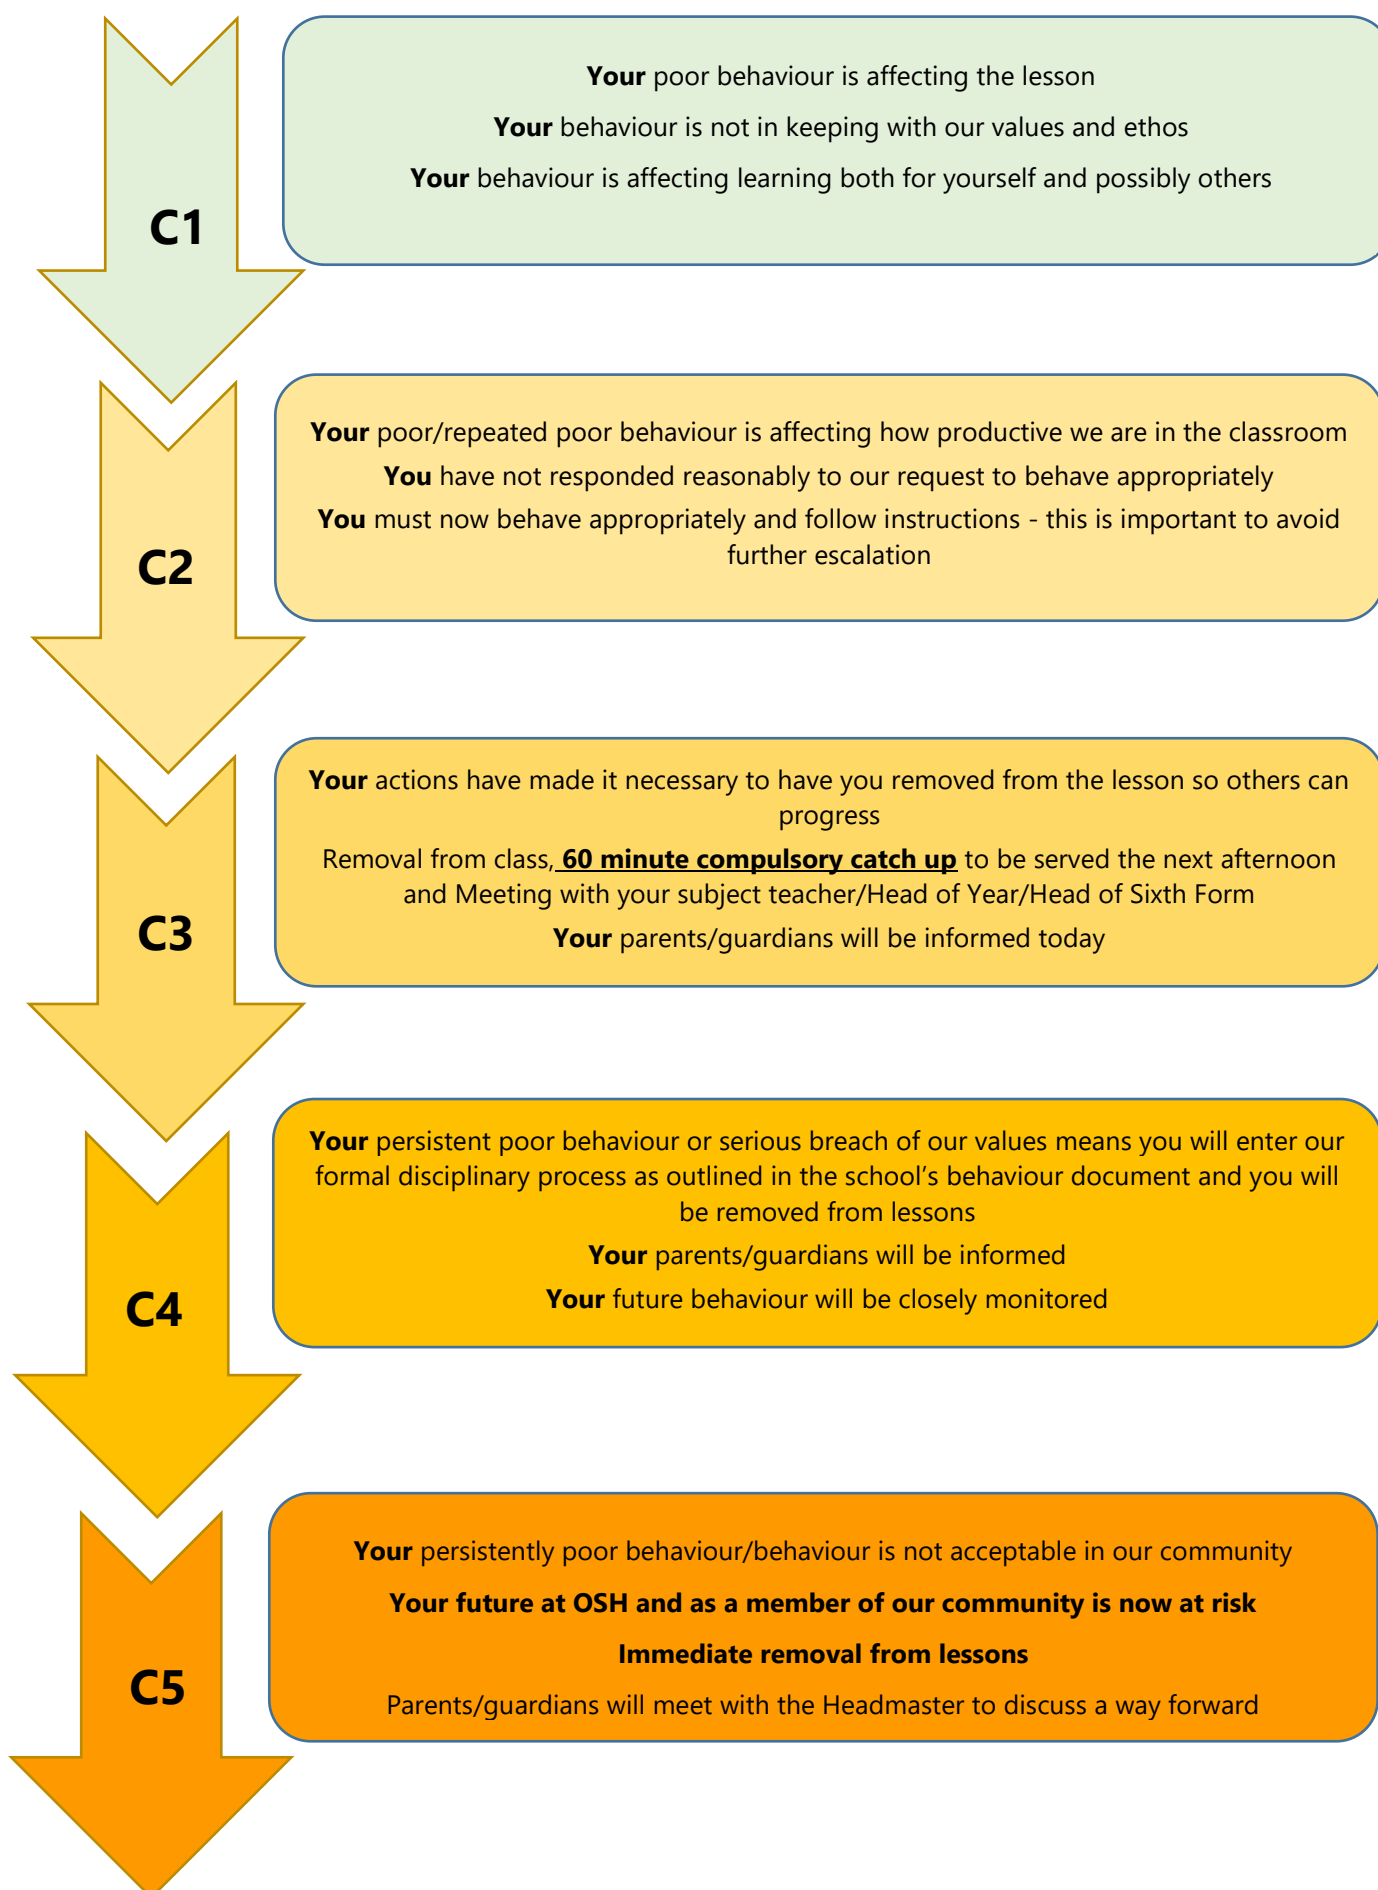 C1
Your poor behaviour is affecting the lesson
Your behaviour is not in keeping with our values and ethos
Your behaviour is affecting learning both for yourself and possibly others
C2
Your poor/repeated poor behaviour is affecting how productive we are in the classroom
You have not responded reasonably to our request to behave appropriately
You must now behave appropriately and follow instructions - this is important to avoid
further escalation
C3
Your actions have made it necessary to have you removed from the lesson so others can
progress
Removal from class, 60 minute compulsory catch up to be served the next afternoon
and Meeting with your subject teacher/Head of Year/Head of Sixth Form
Your parents/guardians will be informed today
C4
Your persistent poor behaviour or serious breach of our values means you will enter our
formal disciplinary process as outlined in the school's behaviour document and you will
be removed from lessons
Your parents/guardians will be informed
Your future behaviour will be closely monitored
C5
Your persistently poor behaviour/behaviour is not acceptable in our community
Your future at OSH and as a member of our community is now at risk
Immediate removal from lessons
Parents/guardians will meet with the Headmaster to discuss a way forward